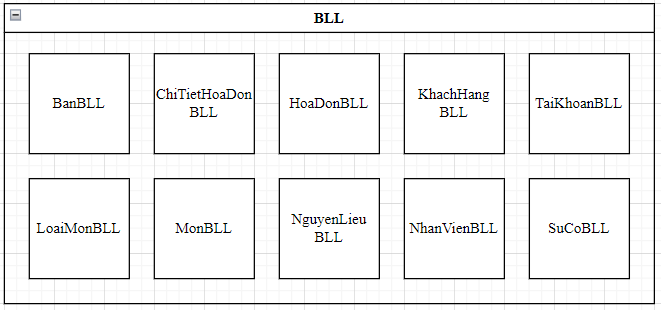 BLL
BanBLL
ChiTietHoaDon
BLL
HoaDonBLL
KhachHang
BLL
TaiKhoanBLL
LoaiMonBLL
MonBLL
NguyenLieu
BLL
NhanVienBLL
SuCoBLL